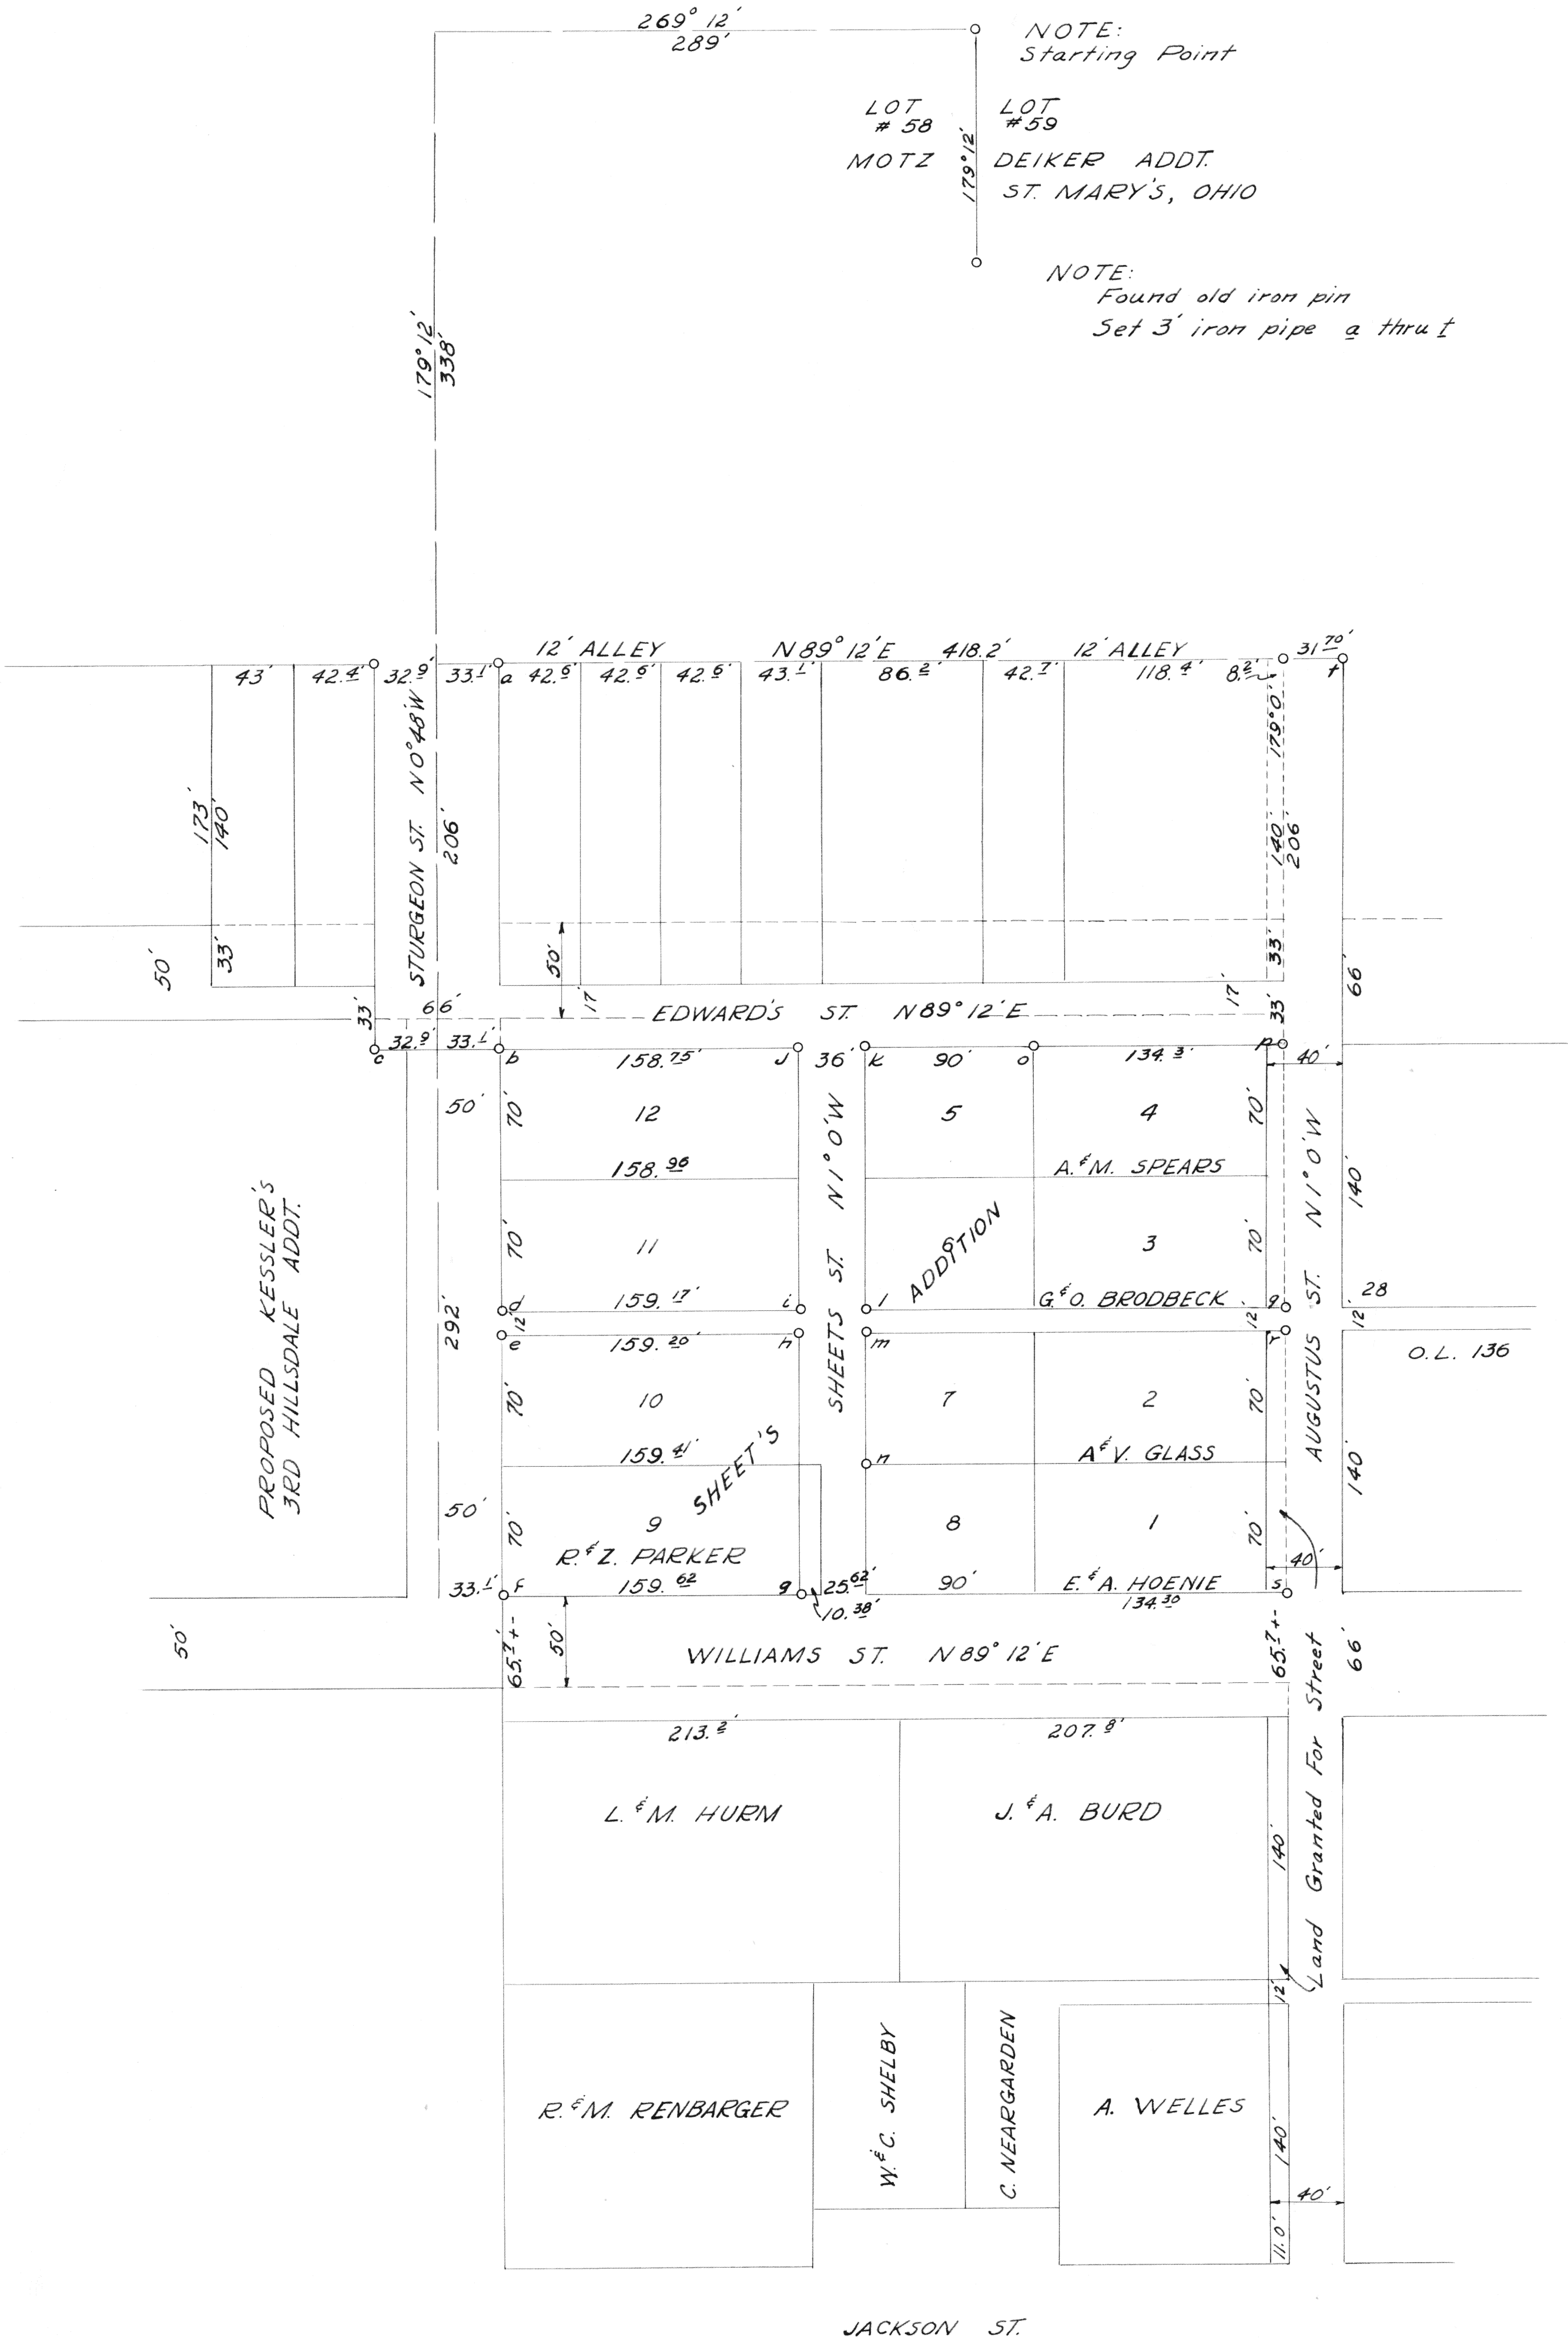 269° 12'
289'
NOTE:
Starting Point
LOT
# 58
LOT
#59
179° 12'
MOTZ DEIKER ADDT.
ST. MARY'S, OHIO
NOTE:
Found old iron pin
Set 3' iron pipe a thru t
179° 12'
338'
12' ALLEY N 89° 12' E 418.2' 12' ALLEY 31.70'
43' 42.4' 32.9' 33.1' a 42.6' 42.6' 42.6' 43.1' 86.2' 42.7' 118.4' 8.2' t
STURGEON ST. N 0° 48' W
206'
173'
140'
179° 0'
140'
206'
50'
33'
50'
17'
17'
33'
66'
33'
66'
33'
EDWARD'S ST. N 89° 12' E
c 32.9' 33.1' b 158.75' J 36' k 90' o 134.3' p 40'
50' 70' 12 5 4 70'
158.96 A. & M. SPEARS
SHEETS ST. N 1° 0' W
AUGUSTUS ST. N 1° 0' W
140'
PROPOSED KESSLER'S
3RD HILLSDALE ADDT.
70' 11 6 3 70'
ADDITION
292'
d 159.17' i l G. & O. BRODBECK q 28
12' 12 12'
e 159.20' h m r
O.L. 136
70' 10 7 2 70'
159.41' n A & V. GLASS
SHEET'S
140'
50' 70' 9 8 1 70'
R. & Z. PARKER
40'
33.1' f 159.62 g 25.62' 90' E. & A. HOENIE s
10.38'
134.30
50'
65.7+-
50'
WILLIAMS ST. N 89° 12' E
65.7+-
66'
213.2' 207.8'
L. & M. HURM J. & A. BURD
140'
Land Granted For Street
12'
R. & M. RENBARGER
W. & C. SHELBY
C. NEARGARDEN
A. WELLES
140'
40'
11.0'
JACKSON ST.